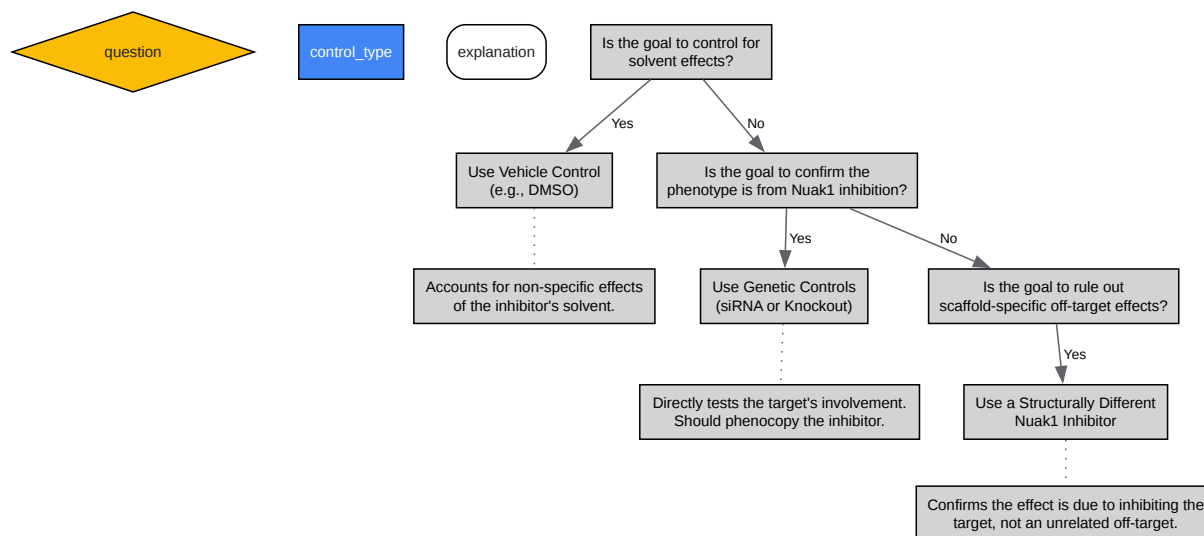 question
control_type
explanation
Is the goal to control for
solvent effects?
Yes
No
Use Vehicle Control
(e.g., DMSO)
Is the goal to confirm the
phenotype is from Nuak1 inhibition?
Yes
No
Accounts for non-specific effects
of the inhibitor's solvent.
Use Genetic Controls
(siRNA or Knockout)
Is the goal to rule out
scaffold-specific off-target effects?
Yes
Directly tests the target's involvement.
Should phenocopy the inhibitor.
Use a Structurally Different
Nuak1 Inhibitor
Confirms the effect is due to inhibiting the
target, not an unrelated off-target.